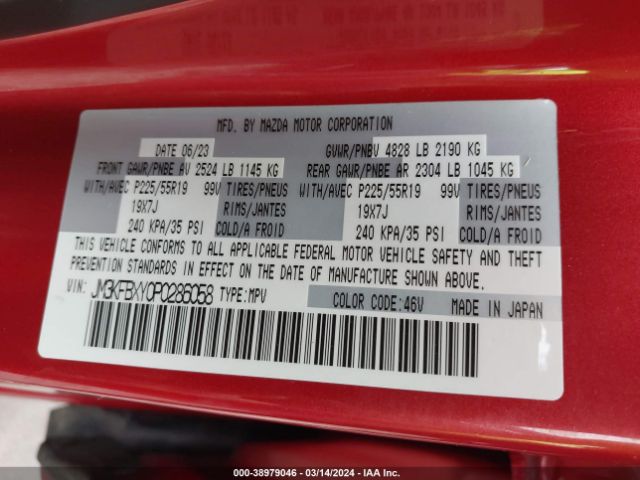 MFD. BY MAZDA MOTOR CORPORATION
DATE 06/23 GVWR/PNBV 4828 LB 2190 KG
FRONT GAWR/PNBE AV 2524 LB 1145 KG REAR GAWR/PNBE AR 2304 LB 1045 KG
WITH/AVEC P225/55R19 99V TIRES/PNEUS WITH/AVEC P225/55R19 99V TIRES/PNEUS
19X7J RIMS/JANTES 19X7J RIMS/JANTES
240 KPA/35 PSI COLD/A FROID 240 KPA/35 PSI COLD/A FROID
THIS VEHICLE CONFORMS TO ALL APPLICABLE FEDERAL MOTOR VEHICLE SAFETY AND THEFT
PREVENTION STANDARDS IN EFFECT ON THE DATE OF MANUFACTURE SHOWN ABOVE.
VIN: JM3KFBXY0P0286058 TYPE:MPV COLOR CODE:46V MADE IN JAPAN
000-38979046 - 03/14/2024 - IAA Inc.